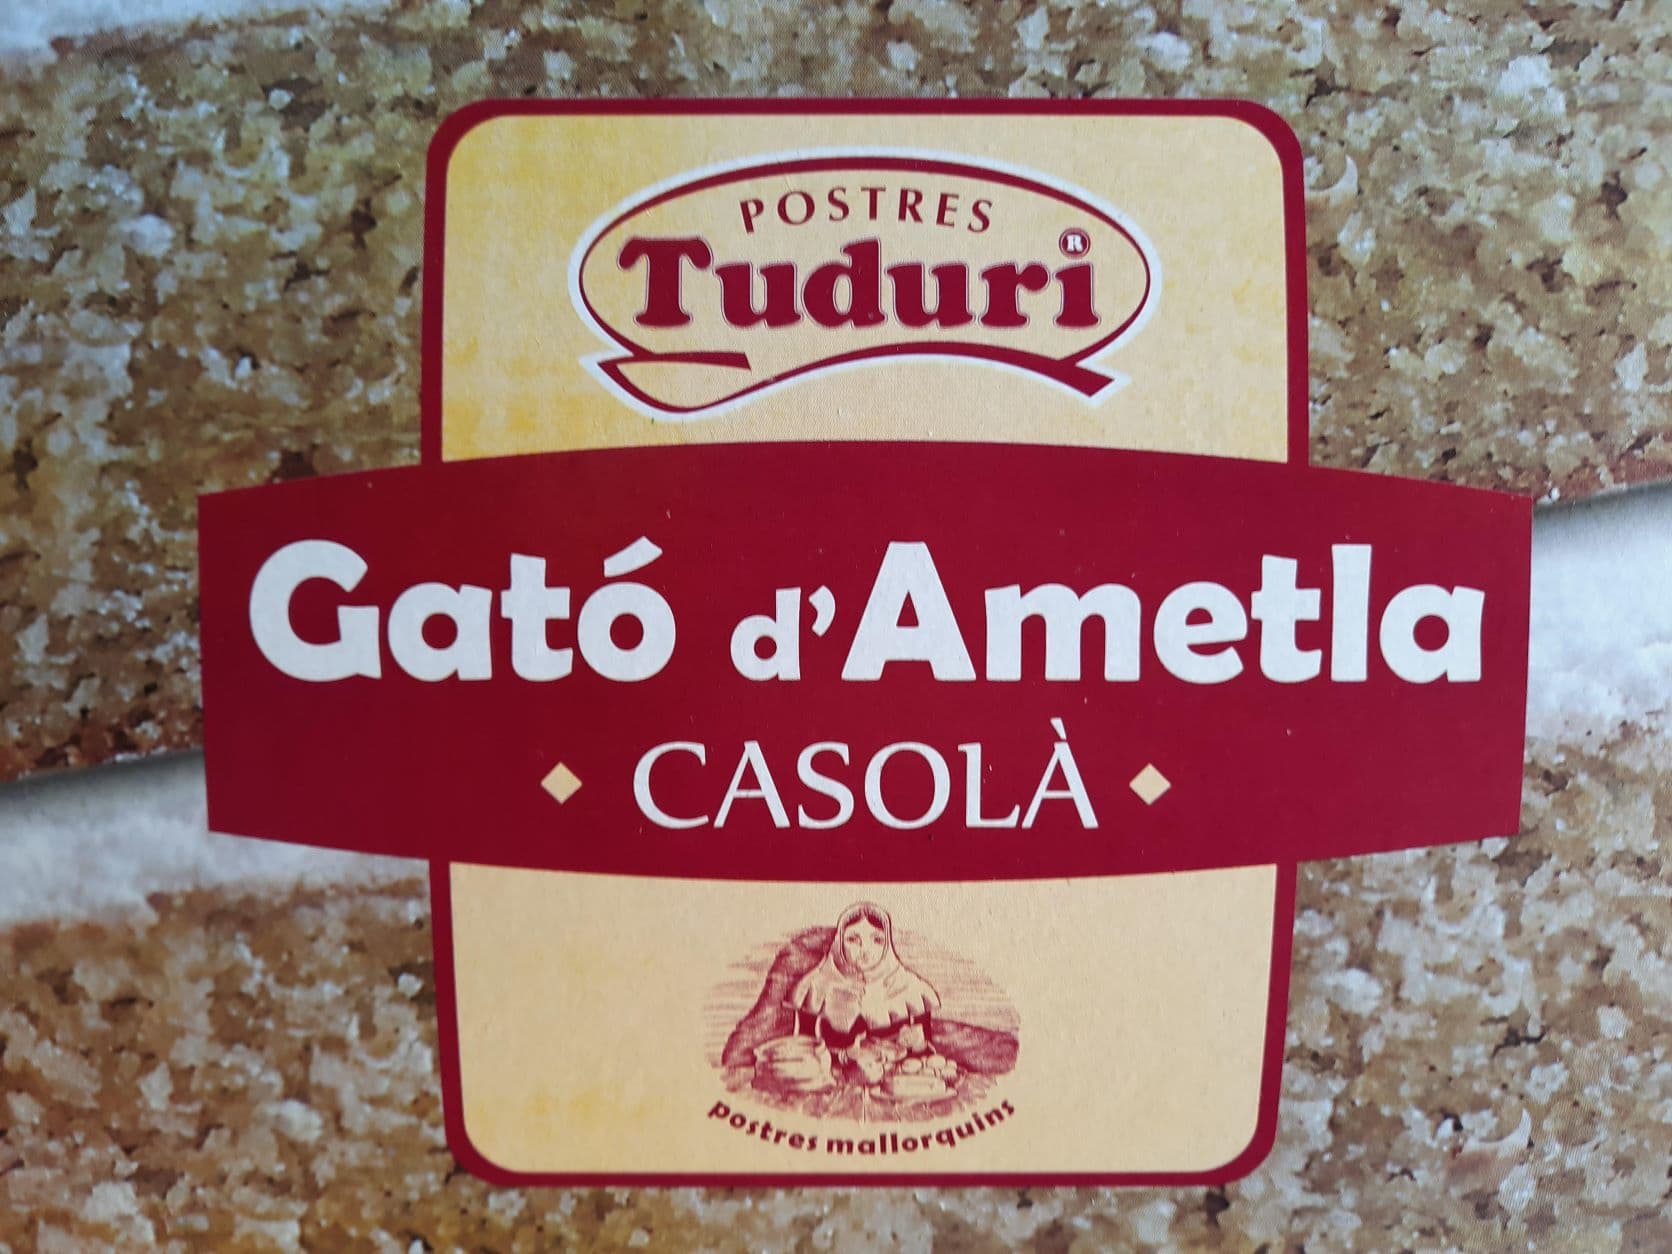 POSTRES
Tuduri®
Gató d'Ametla
CASOLÀ
postres mallorquins